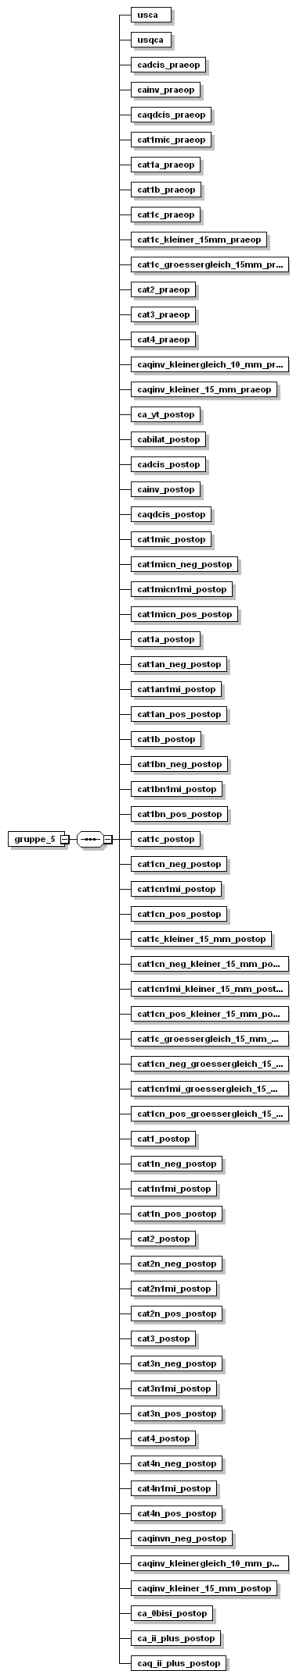 usca
usqca
cadcis_praeop
cainv_praeop
caqdcis_praeop
cat1mic_praeop
cat1a_praeop
cat1b_praeop
cat1c_praeop
cat1c_kleiner_15mm_praeop
cat1c_groessergleich_15mm_pr...
cat2_praeop
cat3_praeop
cat4_praeop
caqinv_kleinergleich_10_mm_pr...
caqinv_kleiner_15_mm_praeop
ca_yt_postop
cabilat_postop
cadcis_postop
cainv_postop
caqdcis_postop
cat1mic_postop
cat1micn_neg_postop
cat1micn1mi_postop
cat1micn_pos_postop
cat1a_postop
cat1an_neg_postop
cat1an1mi_postop
cat1an_pos_postop
cat1b_postop
cat1bn_neg_postop
cat1bn1mi_postop
cat1bn_pos_postop
gruppe_5
cat1c_postop
cat1cn_neg_postop
cat1cn1mi_postop
cat1cn_pos_postop
cat1c_kleiner_15_mm_postop
cat1cn_neg_kleiner_15_mm_po...
cat1cn1mi_kleiner_15_mm_post...
cat1cn_pos_kleiner_15_mm_po...
cat1c_groessergleich_15_mm_...
cat1cn_neg_groessergleich_15_...
cat1cn1mi_groessergleich_15_...
cat1cn_pos_groessergleich_15_...
cat1_postop
cat1n_neg_postop
cat1n1mi_postop
cat1n_pos_postop
cat2_postop
cat2n_neg_postop
cat2n1mi_postop
cat2n_pos_postop
cat3_postop
cat3n_neg_postop
cat3n1mi_postop
cat3n_pos_postop
cat4_postop
cat4n_neg_postop
cat4n1mi_postop
cat4n_pos_postop
caqinvn_neg_postop
caqinv_kleinergleich_10_mm_p...
caqinv_kleiner_15_mm_postop
ca_0bisi_postop
ca_ii_plus_postop
caq_ii_plus_postop